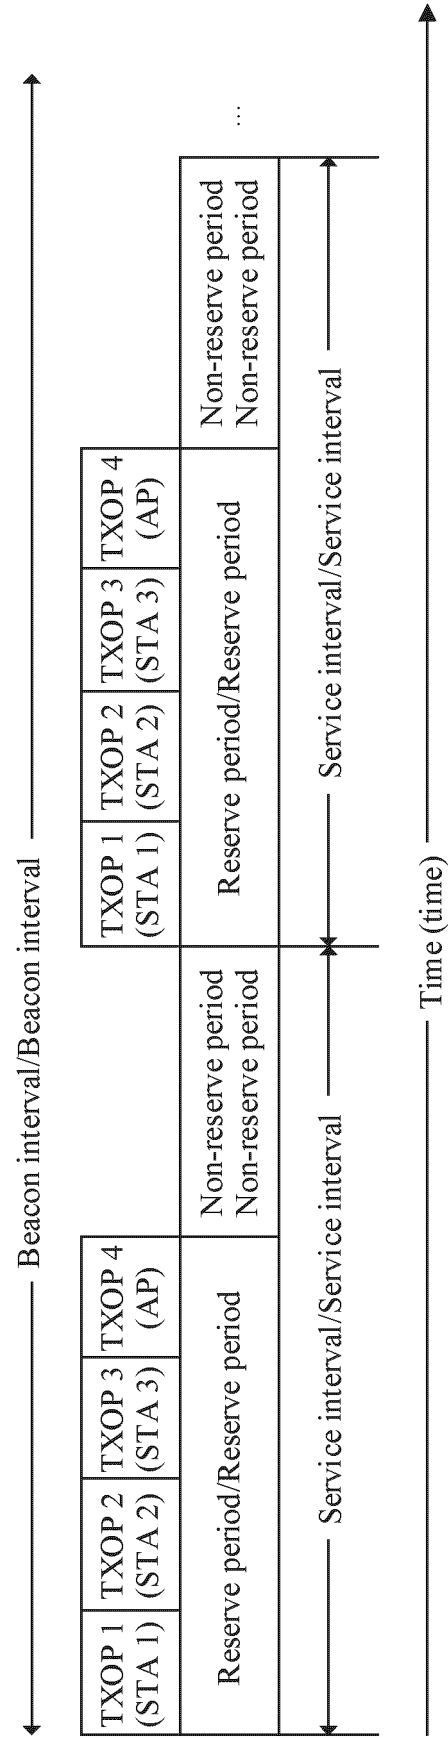 Beacon interval/Beacon interval
TXOP 1
(STA 1)
TXOP 2
(STA 2)
TXOP 3
(STA 3)
TXOP 4
(AP)
TXOP 1
(STA 1)
TXOP 2
(STA 2)
TXOP 3
(STA 3)
TXOP 4
(AP)
Reserve period/Reserve period
Non-reserve period
Non-reserve period
Reserve period/Reserve period
Non-reserve period
Non-reserve period
...
Service interval/Service interval
Service interval/Service interval
Time (time)